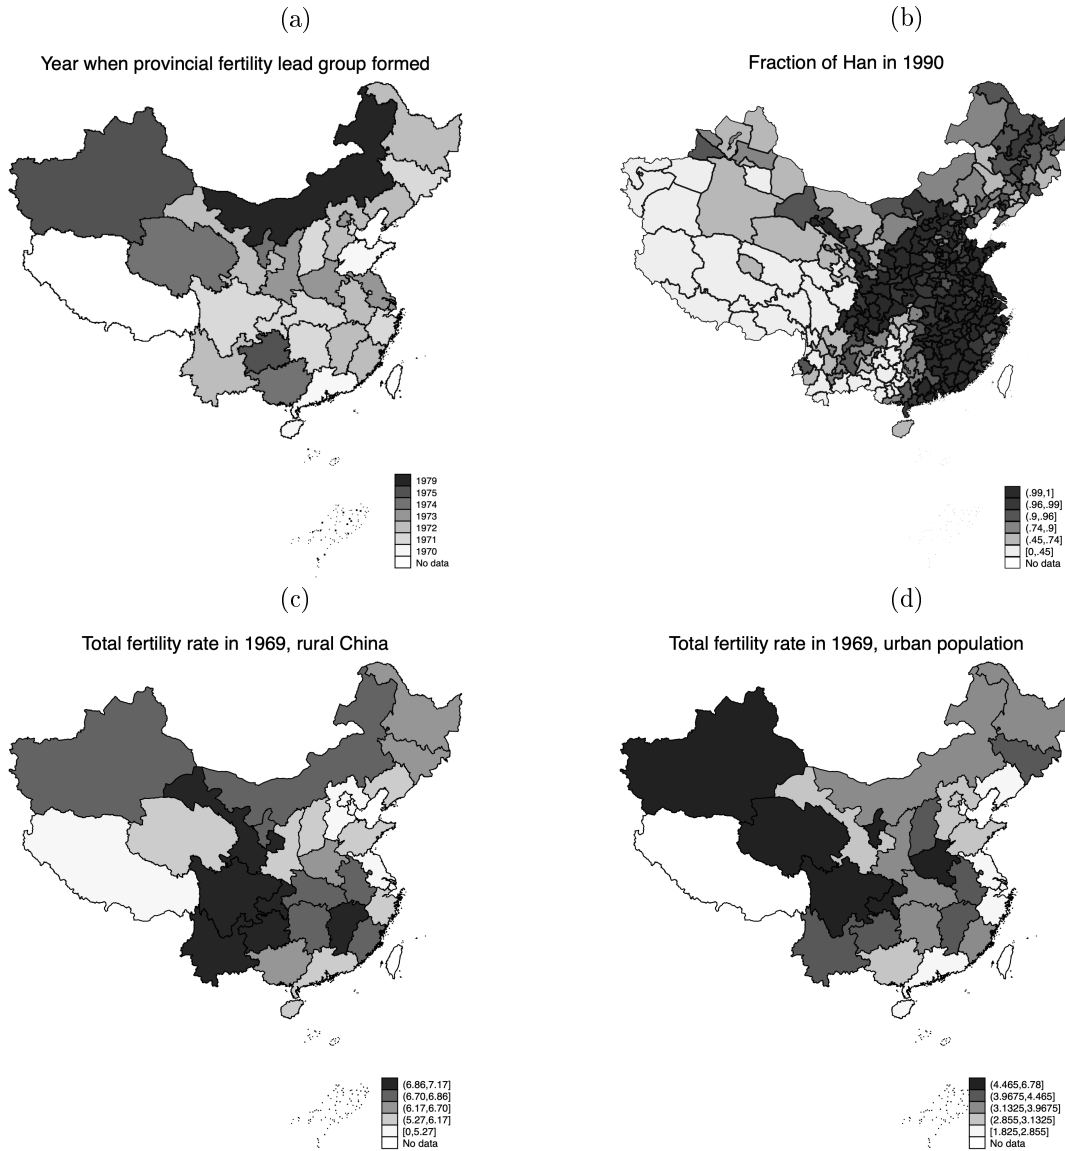 (a)
Year when provincial fertility lead group formed
1979
1975
1974
1973
1972
1971
1970
No data
(b)
Fraction of Han in 1990
(.99,1]
(.96,.99]
(.9,.96]
(.74,.9]
(.45,.74]
[0,.45]
No data
(c)
Total fertility rate in 1969, rural China
(6.86,7.17]
(6.70,6.86]
(6.17,6.70]
(5.27,6.17]
[0,5.27]
No data
(d)
Total fertility rate in 1969, urban population
(4.465,6.78]
(3.9675,4.465]
(3.1325,3.9675]
(2.855,3.1325]
[1.825,2.855]
No data